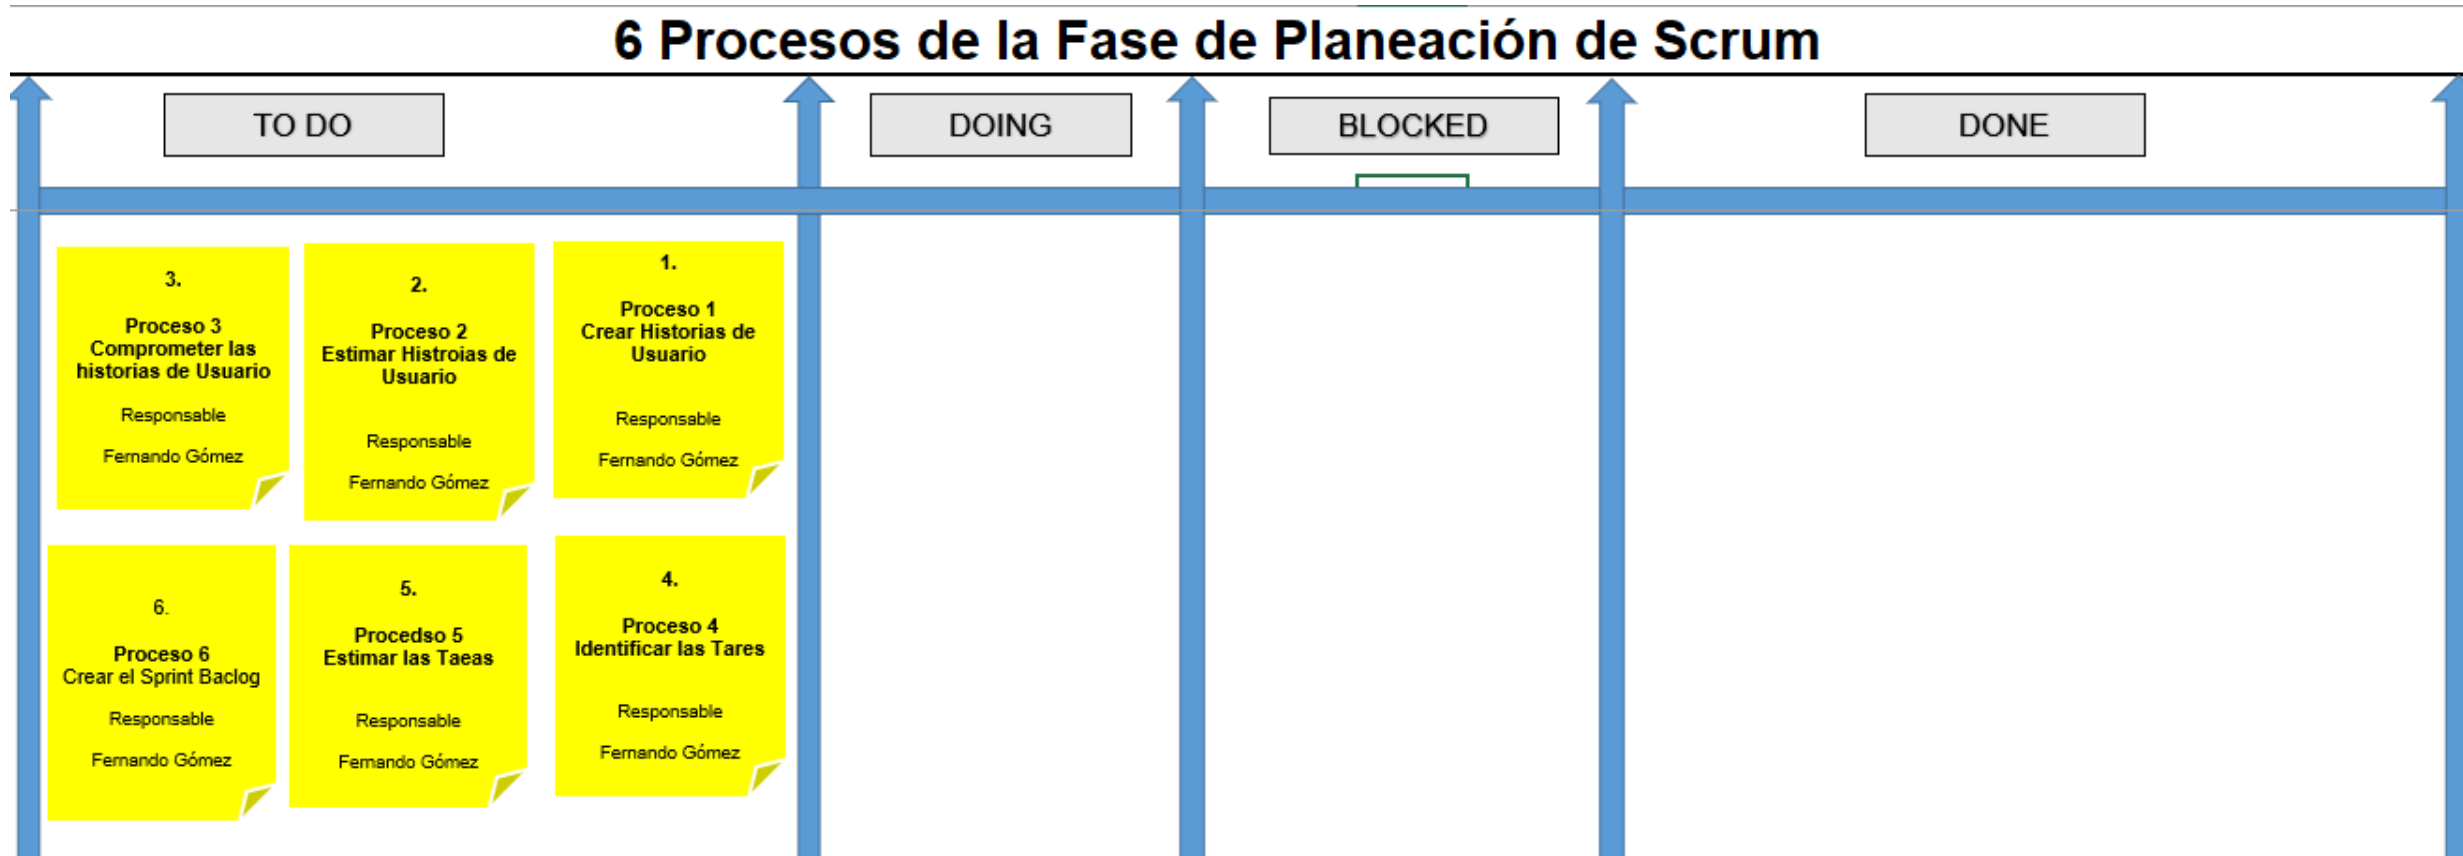 6 Procesos de la Fase de Planeación de Scrum
TO DO
DOING
BLOCKED
DONE
3.
Proceso 3
Comprometer las
historias de Usuario
Responsable
Fernando Gómez
2.
Proceso 2
Estimar Histroias de
Usuario
Responsable
Fernando Gómez
1.
Proceso 1
Crear Historias de
Usuario
Responsable
Fernando Gómez
6.
Proceso 6
Crear el Sprint Baclog
Responsable
Fernando Gómez
5.
Procedso 5
Estimar las Taeas
Responsable
Fernando Gómez
4.
Proceso 4
Identificar las Tares
Responsable
Fernando Gómez